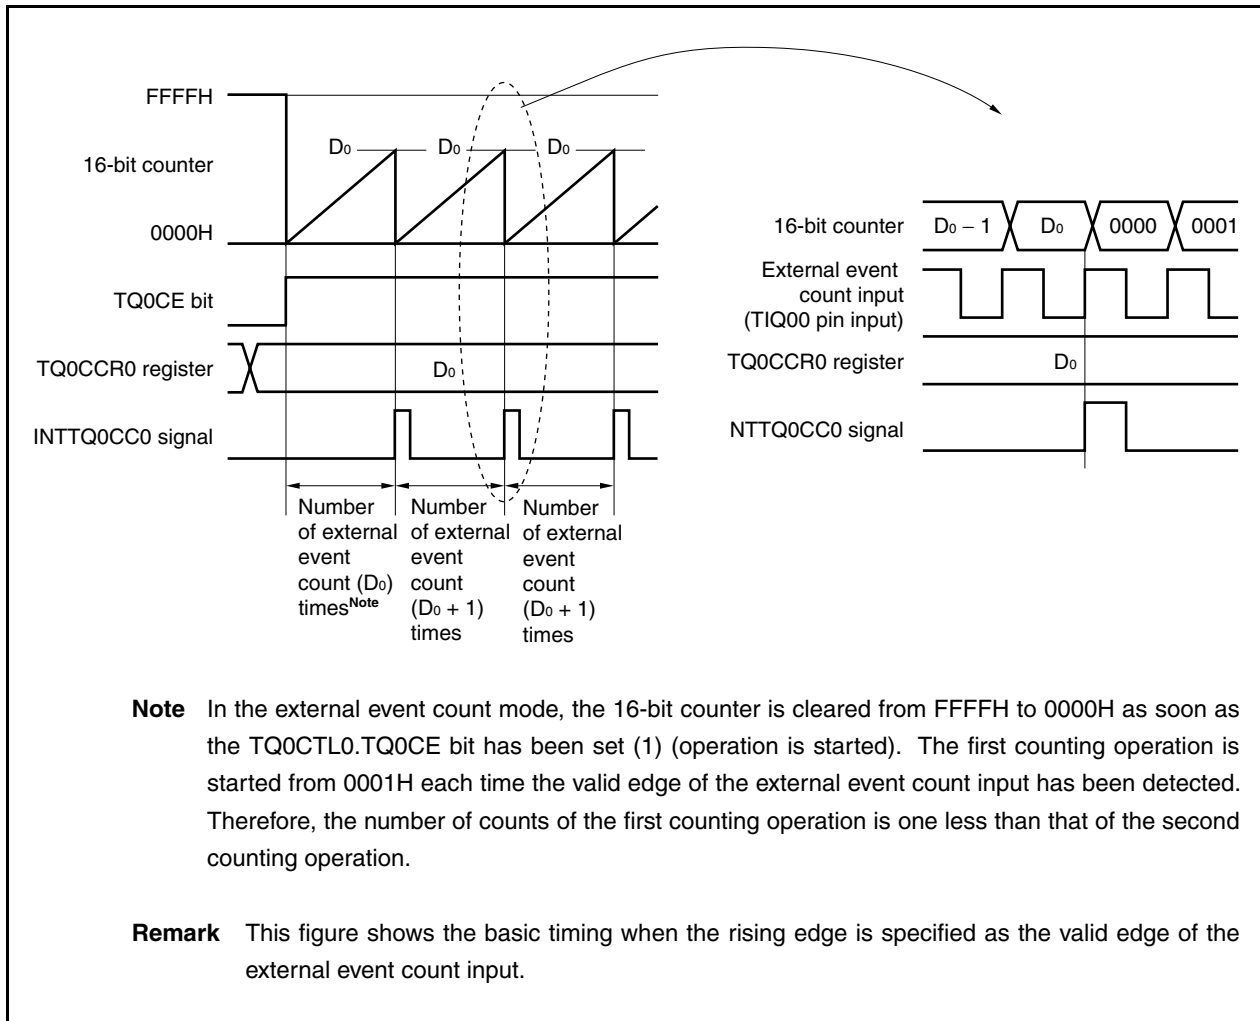 FFFFH
16-bit counter
0000H
D0
D0
D0
TQ0CE bit
TQ0CCR0 register
D0
INTTQ0CC0 signal
Number
of external
event
count (D0)
timesNote
Number
of external
event
count
(D0 + 1)
times
Number
of external
event
count
(D0 + 1)
times
16-bit counter
D0 − 1
D0
0000
0001
External event
count input
(TIQ00 pin input)
TQ0CCR0 register
D0
NTTQ0CC0 signal
Note In the external event count mode, the 16-bit counter is cleared from FFFFH to 0000H as soon as
the TQ0CTL0.TQ0CE bit has been set (1) (operation is started). The first counting operation is
started from 0001H each time the valid edge of the external event count input has been detected.
Therefore, the number of counts of the first counting operation is one less than that of the second
counting operation.
Remark This figure shows the basic timing when the rising edge is specified as the valid edge of the
external event count input.